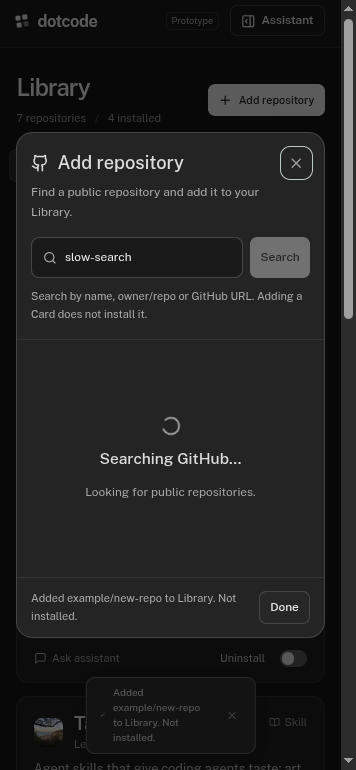 dotcode
Prototype
Assistant
Library
7 repositories / 4 installed
Add repository
Add repository
Find a public repository and add it to your
Library.
slow-search
Search
Search by name, owner/repo or GitHub URL. Adding a
Card does not install it.
Searching GitHub...
Looking for public repositories.
Added example/new-repo to Library. Not
installed.
Done
Ask assistant
Uninstall
Added
example/new-repo
to Library. Not
installed.
Skill
Agent skills that give coding agents taste: art